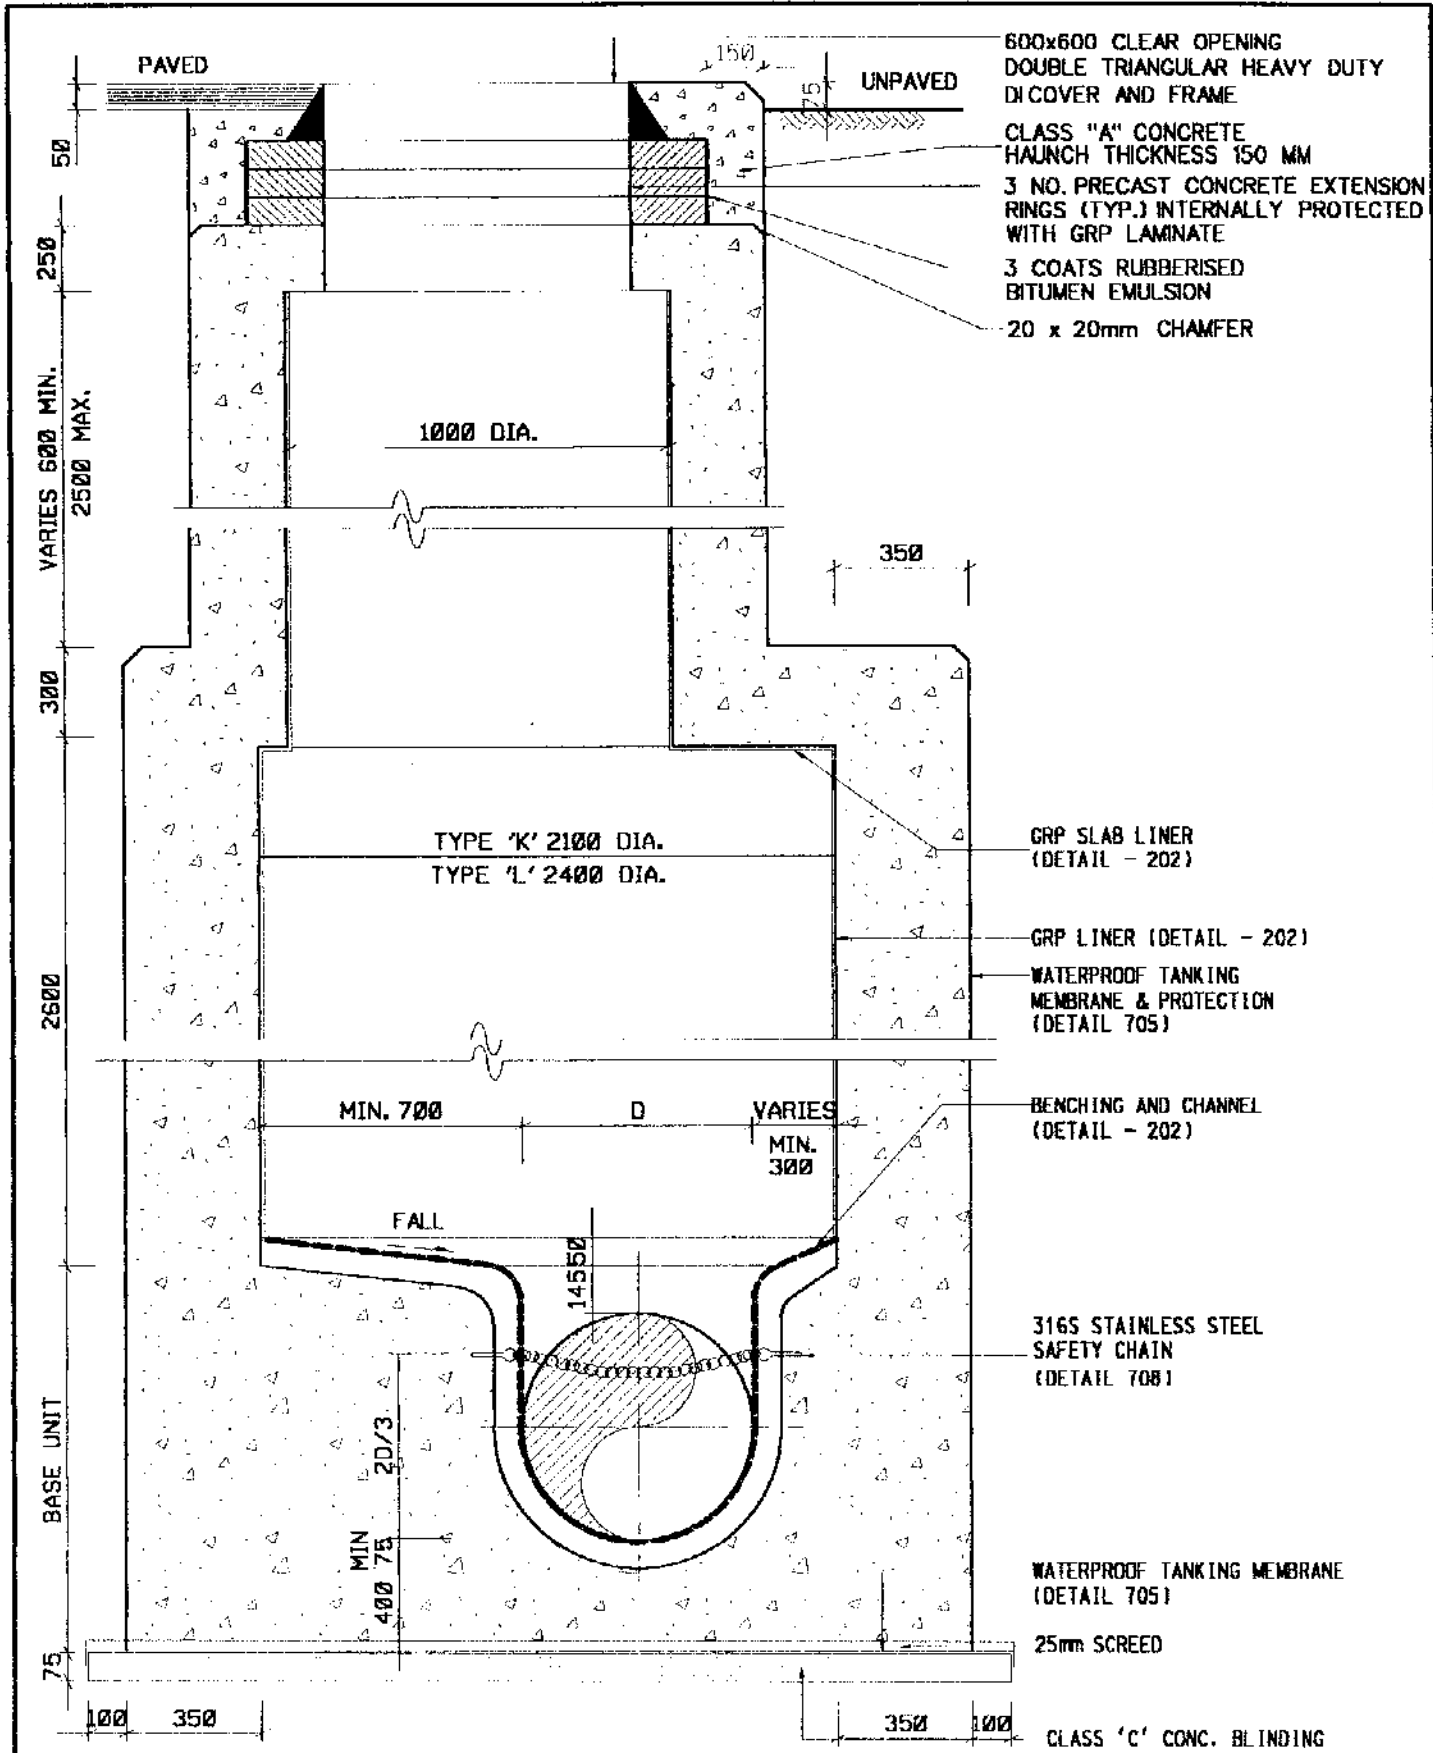 600x600 CLEAR OPENING
DOUBLE TRIANGULAR HEAVY DUTY
DI COVER AND FRAME
150
PAVED
UNPAVED
75
CLASS "A" CONCRETE
HAUNCH THICKNESS 150 MM
50
3 NO. PRECAST CONCRETE EXTENSION
RINGS (TYP.) INTERNALLY PROTECTED
WITH GRP LAMINATE
250
3 COATS RUBBERISED
BITUMEN EMULSION
20 x 20mm CHAMFER
VARIES 600 MIN.
2500 MAX.
1000 DIA.
350
300
TYPE 'K' 2100 DIA.
TYPE 'L' 2400 DIA.
GRP SLAB LINER
(DETAIL - 202)
GRP LINER (DETAIL - 202)
2600
WATERPROOF TANKING
MEMBRANE & PROTECTION
(DETAIL 705)
MIN. 700
D
VARIES
MIN.
300
BENCHING AND CHANNEL
(DETAIL - 202)
FALL
14550
316S STAINLESS STEEL
SAFETY CHAIN
(DETAIL 708)
BASE UNIT
2D/3
MIN
75
400
WATERPROOF TANKING MEMBRANE
(DETAIL 705)
25mm SCREED
75
100
350
350
100
CLASS 'C' CONC. BLINDING